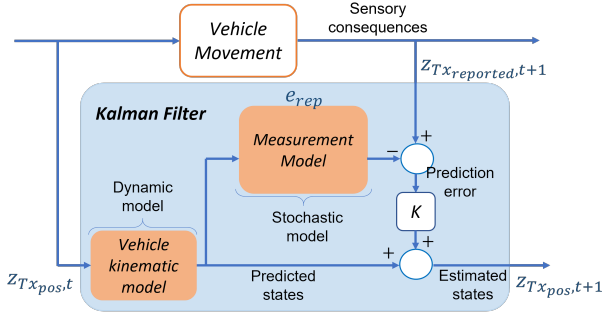 Vehicle
Movement
Sensory
consequences
z_{Tx_{reported},t+1}
Kalman Filter
e_{rep}
Measurement
Model
+
−
Prediction
error
Dynamic
model
Stochastic
model
K
Vehicle
kinematic
model
+
+
z_{Tx_{pos},t}
Predicted
states
Estimated
states
z_{Tx_{pos},t+1}